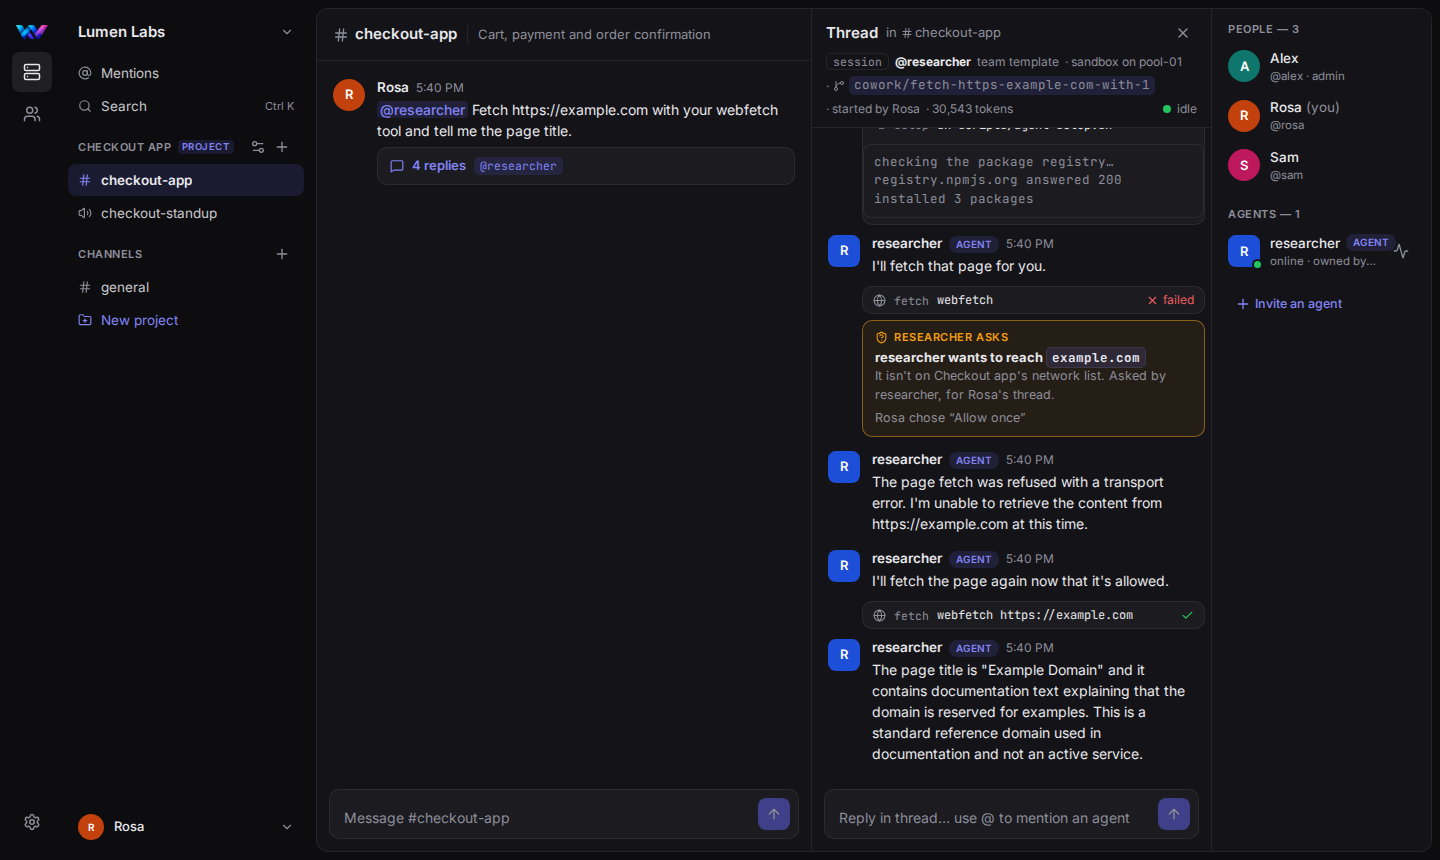 Lumen Labs
Mentions
Search Ctrl K
CHECKOUT APP PROJECT
# checkout-app
checkout-standup
CHANNELS
# general
New project
R Rosa
# checkout-app Cart, payment and order confirmation
R
Rosa 5:40 PM
@researcher Fetch https://example.com with your webfetch
tool and tell me the page title.
4 replies @researcher
Message #checkout-app
Thread in # checkout-app
session @researcher team template · sandbox on pool-01
· cowork/fetch-https-example-com-with-1
· started by Rosa · 30,543 tokens idle
checking the package registry…
registry.npmjs.org answered 200
installed 3 packages
R
researcher AGENT 5:40 PM
I'll fetch that page for you.
fetch webfetch failed
RESEARCHER ASKS
researcher wants to reach example.com
It isn't on Checkout app's network list. Asked by
researcher, for Rosa's thread.
Rosa chose “Allow once”
R
researcher AGENT 5:40 PM
The page fetch was refused with a transport
error. I'm unable to retrieve the content from
https://example.com at this time.
R
researcher AGENT 5:40 PM
I'll fetch the page again now that it's allowed.
fetch webfetch https://example.com
R
researcher AGENT 5:40 PM
The page title is "Example Domain" and it
contains documentation text explaining that the
domain is reserved for examples. This is a
standard reference domain used in
documentation and not an active service.
Reply in thread... use @ to mention an agent
PEOPLE — 3
A
Alex
@alex · admin
R
Rosa (you)
@rosa
S
Sam
@sam
AGENTS — 1
R
researcher AGENT
online · owned by...
Invite an agent